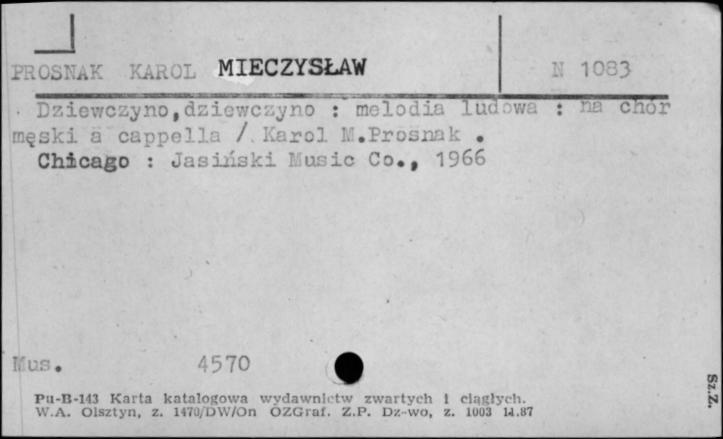 PROSNAK KAROL MIECZYSŁAW N 1083
Dziewczyno,dziewczyno : melodia ludowa : na chór
męski a cappella / Karol M.Prosnak .
Chicago : Jasiński Music Co., 1966
Mus. 4570
Pu-B-143 Karta katalogowa wydawnictw zwartych i ciągłych.
W.A. Olsztyn, z. 1470/DW/On OZGraf. Z.P. Dz-wo, z. 1003 11.87
Sz.Z.